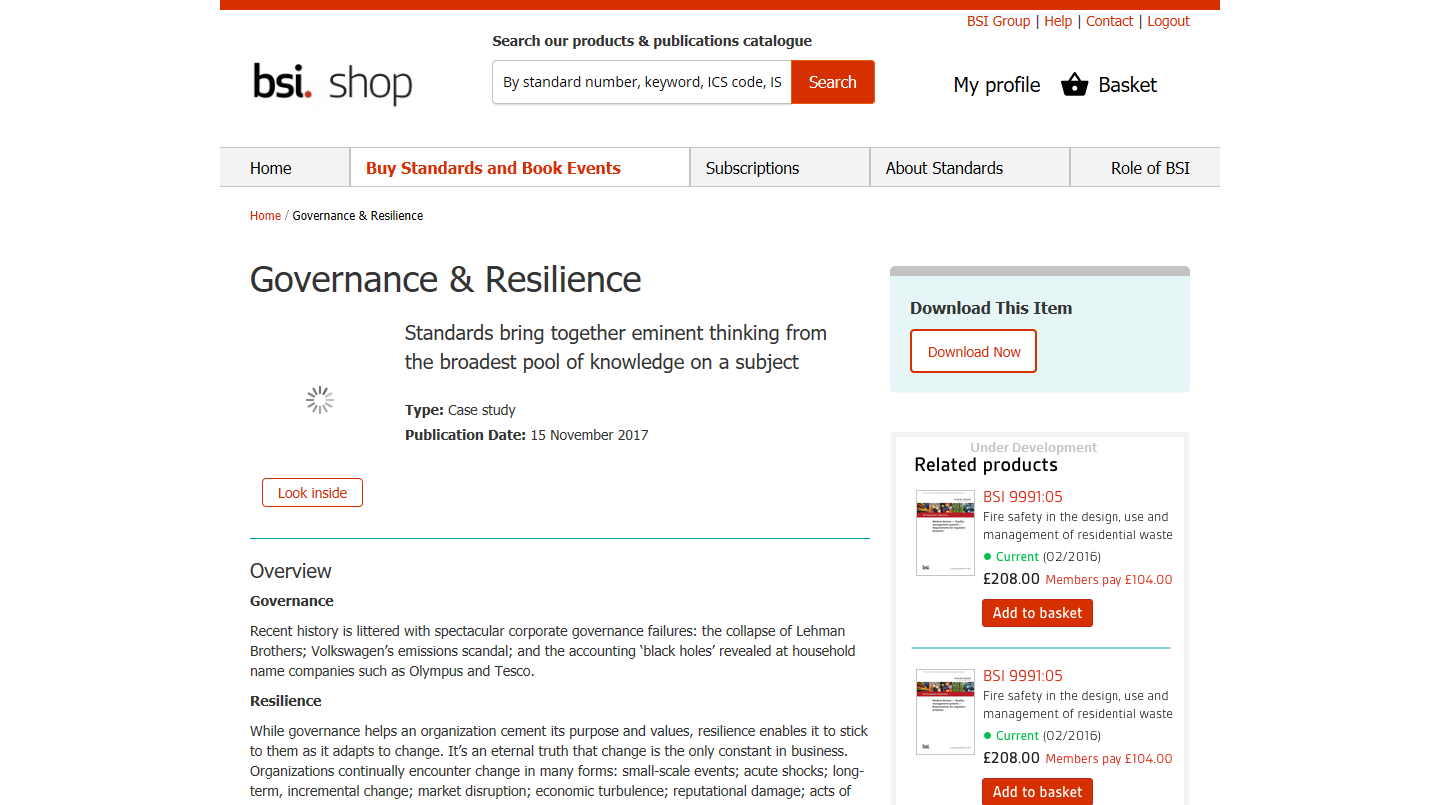 BSI Group | Help | Contact | Logout
Search our products & publications catalogue
bsi. shop
By standard number, keyword, ICS code, IS
Search
My profile
Basket
Home
Buy Standards and Book Events
Subscriptions
About Standards
Role of BSI
Home / Governance & Resilience
Governance & Resilience
Standards bring together eminent thinking from
the broadest pool of knowledge on a subject
Type: Case study
Publication Date: 15 November 2017
Look inside
Overview
Governance
Recent history is littered with spectacular corporate governance failures: the collapse of Lehman
Brothers; Volkswagen’s emissions scandal; and the accounting ‘black holes’ revealed at household
name companies such as Olympus and Tesco.
Resilience
While governance helps an organization cement its purpose and values, resilience enables it to stick
to them as it adapts to change. It’s an eternal truth that change is the only constant in business.
Organizations continually encounter change in many forms: small-scale events; acute shocks; long-
term, incremental change; market disruption; economic turbulence; reputational damage; acts of
Download This Item
Download Now
Under Development
Related products
BSI 9991:05
Fire safety in the design, use and
management of residential waste
Current (02/2016)
£208.00 Members pay £104.00
Add to basket
BSI 9991:05
Fire safety in the design, use and
management of residential waste
Current (02/2016)
£208.00 Members pay £104.00
Add to basket